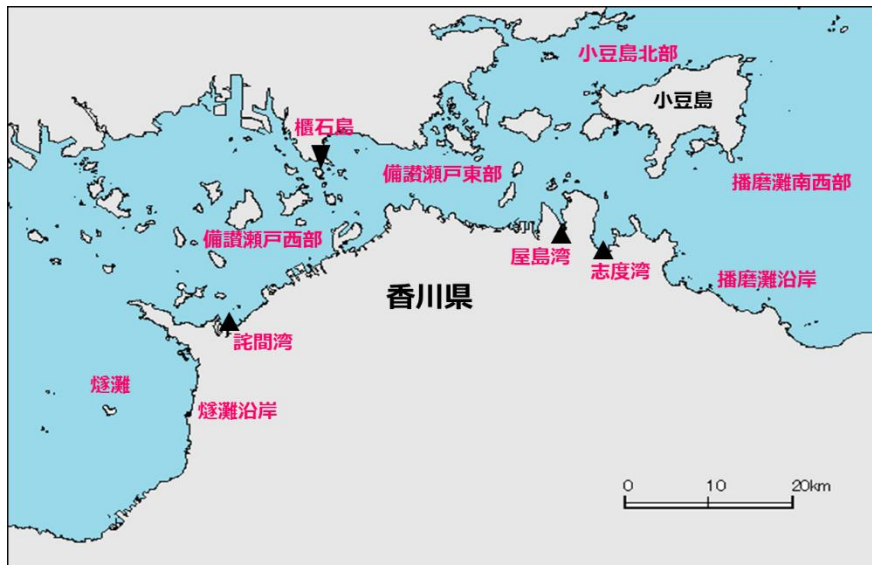 小豆島北部
小豆島
櫃石島
備讃瀬戸東部
播磨灘南西部
備讃瀬戸西部
屋島湾
志度湾
播磨灘沿岸
香川県
詫間湾
燧灘
燧灘沿岸
0 10 20km